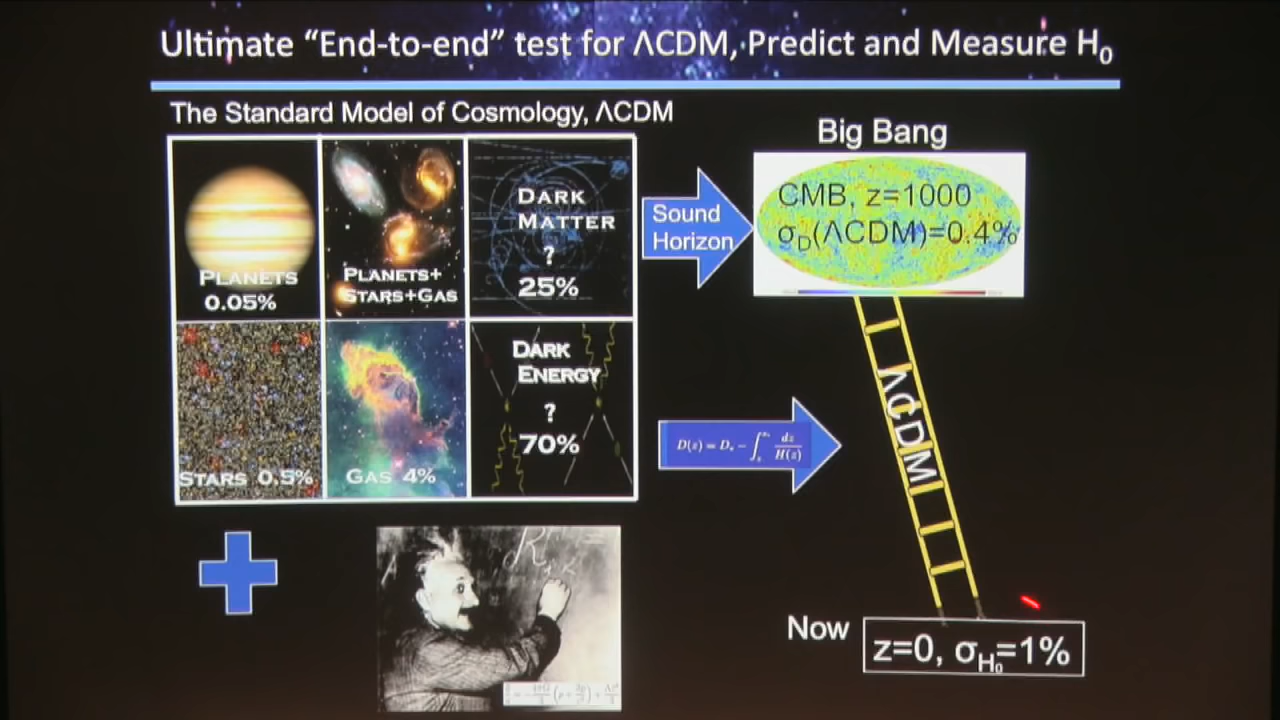 Ultimate “End-to-end” test for ΛCDM, Predict and Measure H₀
The Standard Model of Cosmology, ΛCDM
PLANETS
0.05%
PLANETS+
STARS+GAS
DARK
MATTER
?
25%
STARS 0.5%
GAS 4%
DARK
ENERGY
?
70%
Sound
Horizon
Big Bang
CMB, z=1000
σD(ΛCDM)=0.4%
ΛCDM
Now
z=0, σH₀=1%